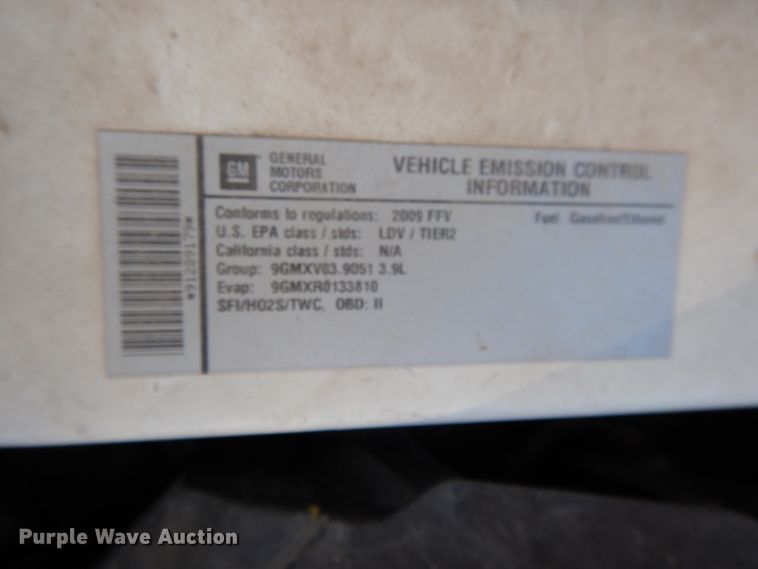 GM
GENERAL
MOTORS
CORPORATION
VEHICLE EMISSION CONTROL
INFORMATION
Conforms to regulations: 2009 FFV
Fuel: Gasoline/Ethanol
U.S. EPA class / stds: LDV / TIER2
California class / stds: N/A
Group: 9GMXV03.9051 3.9L
Evap: 9GMXR0133810
SFI/HO2S/TWC, OBD: II
*91209179*
Purple Wave Auction